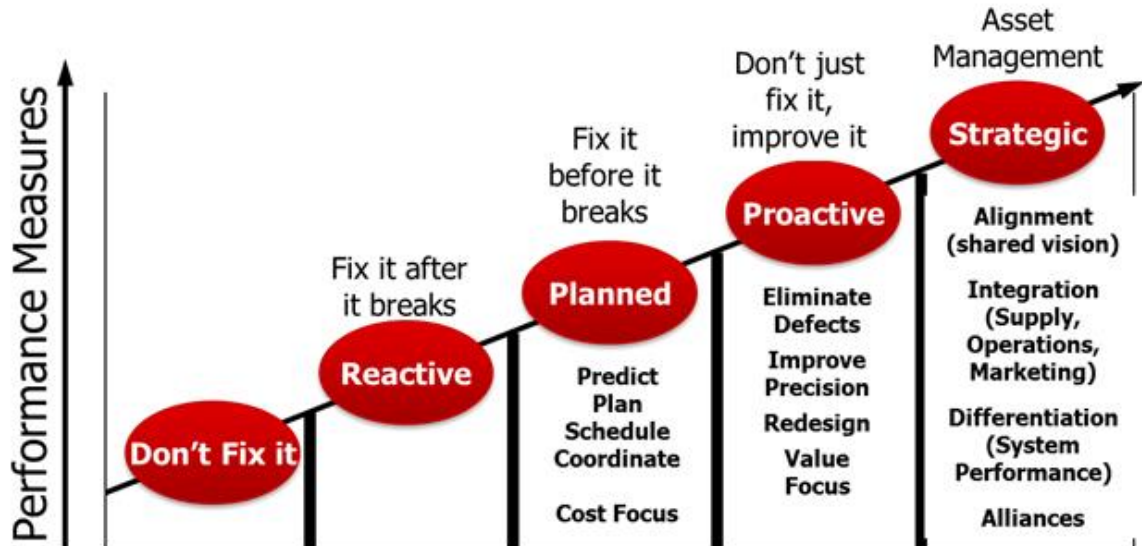 Performance Measures
Don't Fix it
Fix it after
it breaks
Reactive
Fix it
before it
breaks
Planned
Predict
Plan
Schedule
Coordinate
Cost Focus
Don't just
fix it,
improve it
Proactive
Eliminate
Defects
Improve
Precision
Redesign
Value
Focus
Asset
Management
Strategic
Alignment
(shared vision)
Integration
(Supply,
Operations,
Marketing)
Differentiation
(System
Performance)
Alliances